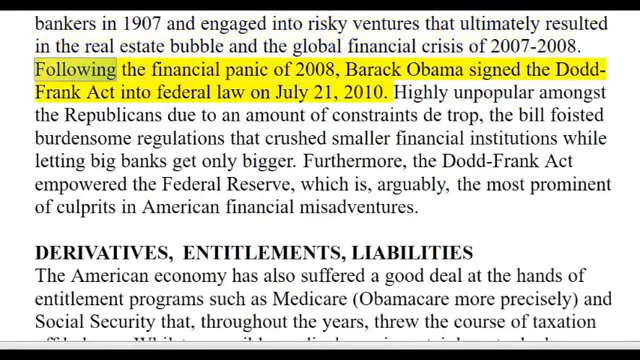 bankers in 1907 and engaged into risky ventures that ultimately resulted
in the real estate bubble and the global financial crisis of 2007-2008.
Following the financial panic of 2008, Barack Obama signed the Dodd-
Frank Act into federal law on July 21, 2010. Highly unpopular amongst
the Republicans due to an amount of constraints de trop, the bill foisted
burdensome regulations that crushed smaller financial institutions while
letting big banks get only bigger. Furthermore, the Dodd-Frank Act
empowered the Federal Reserve, which is, arguably, the most prominent
of culprits in American financial misadventures.
DERIVATIVES, ENTITLEMENTS, LIABILITIES
The American economy has also suffered a good deal at the hands of
entitlement programs such as Medicare (Obamacare more precisely) and
Social Security that, throughout the years, threw the course of taxation